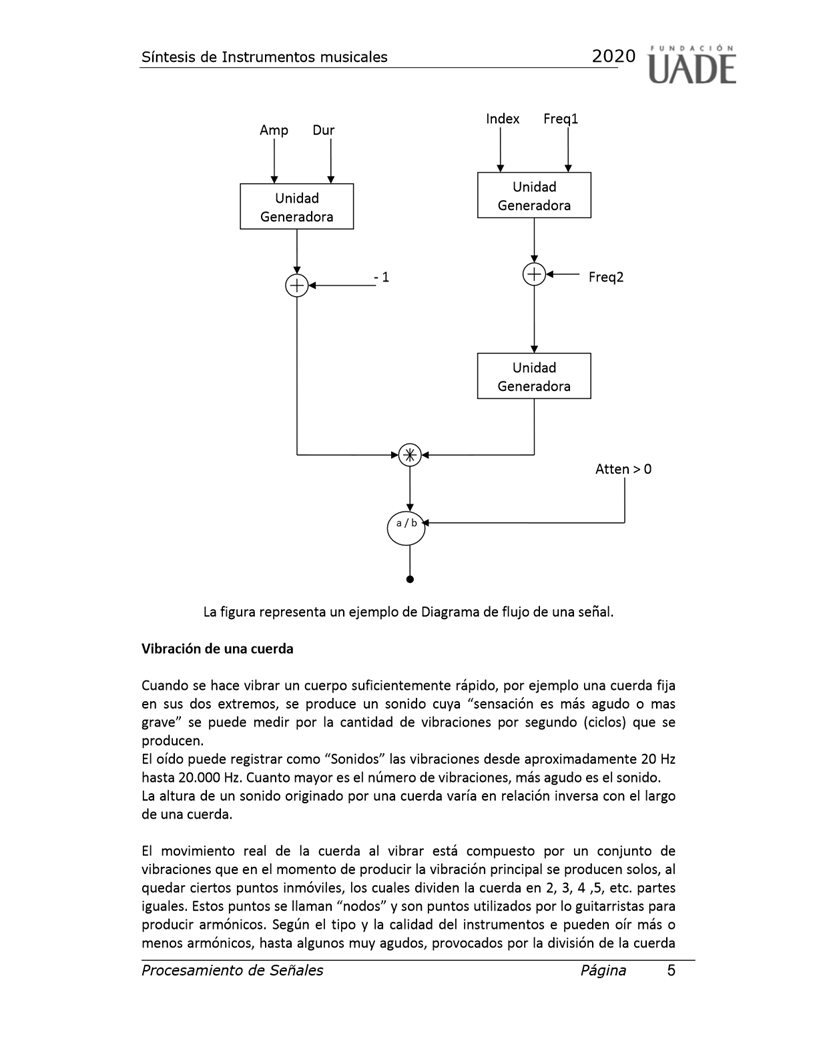 Síntesis de Instrumentos musicales 2020 FUNDACIÓN UADE
Index Freq1
Amp Dur
Unidad Generadora
Unidad Generadora
- 1
Freq2
Unidad Generadora
Atten > 0
a / b
La figura representa un ejemplo de Diagrama de flujo de una señal.
Vibración de una cuerda
Cuando se hace vibrar un cuerpo suficientemente rápido, por ejemplo una cuerda fija
en sus dos extremos, se produce un sonido cuya “sensación es más agudo o mas
grave” se puede medir por la cantidad de vibraciones por segundo (ciclos) que se
producen.
El oído puede registrar como “Sonidos” las vibraciones desde aproximadamente 20 Hz
hasta 20.000 Hz. Cuanto mayor es el número de vibraciones, más agudo es el sonido.
La altura de un sonido originado por una cuerda varía en relación inversa con el largo
de una cuerda.
El movimiento real de la cuerda al vibrar está compuesto por un conjunto de
vibraciones que en el momento de producir la vibración principal se producen solos, al
quedar ciertos puntos inmóviles, los cuales dividen la cuerda en 2, 3, 4 ,5, etc. partes
iguales. Estos puntos se llaman “nodos” y son puntos utilizados por lo guitarristas para
producir armónicos. Según el tipo y la calidad del instrumentos e pueden oír más o
menos armónicos, hasta algunos muy agudos, provocados por la división de la cuerda
Procesamiento de Señales Página 5